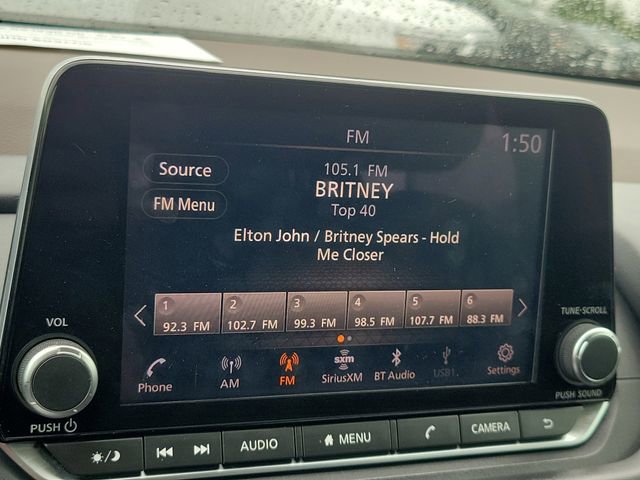 FM
1:50
Source
105.1 FM
BRITNEY
FM Menu
Top 40
Elton John / Britney Spears - Hold
Me Closer
1 2 3 4 5 6
92.3 FM 102.7 FM 99.3 FM 98.5 FM 107.7 FM 88.3 FM
VOL
TUNE·SCROLL
sxm
Phone AM FM SiriusXM BT Audio USB1 Settings
PUSH
PUSH SOUND
AUDIO MENU CAMERA